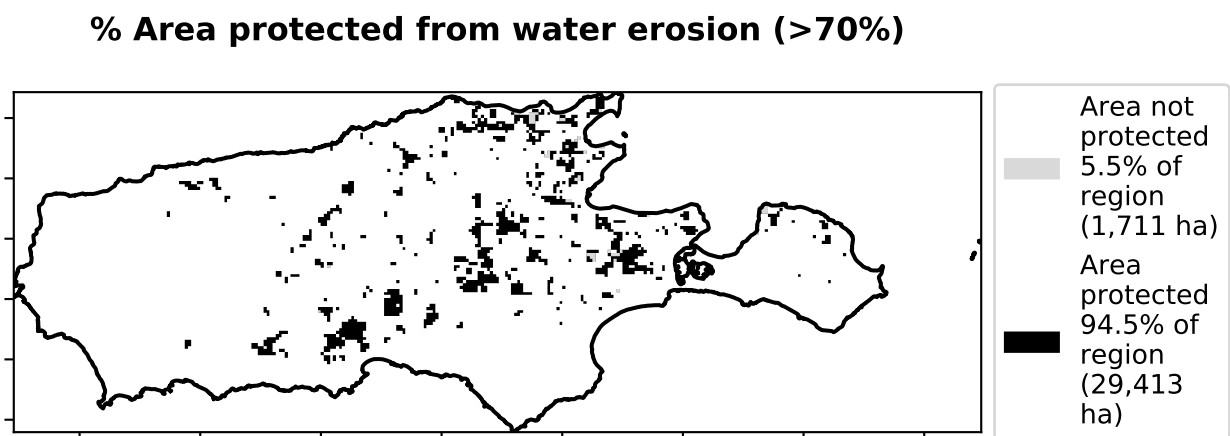 % Area protected from water erosion (>70%)
Area not
protected
5.5% of
region
(1,711 ha)
Area
protected
94.5% of
region
(29,413
ha)